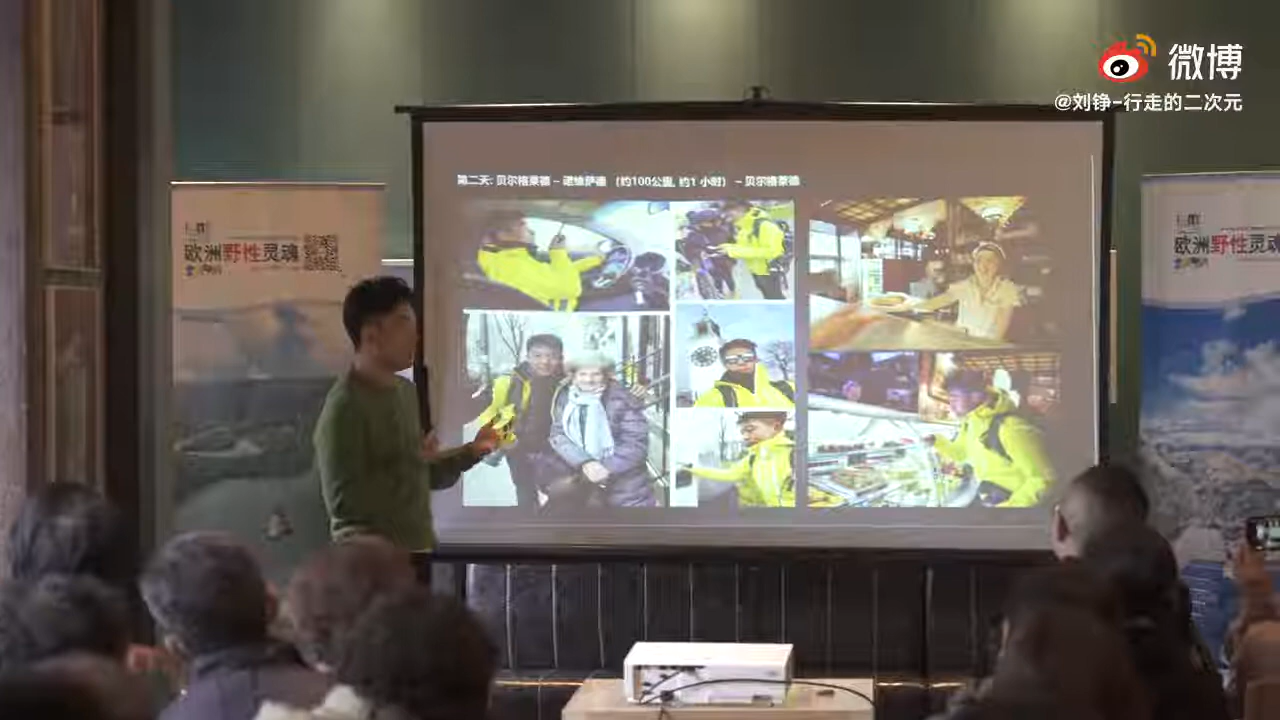 微博
@刘铮-行走的二次元
第二天: 贝尔格莱德 – 诺维萨德 （约100公里, 约1 小时） – 贝尔格莱德
欧洲野性灵魂
欧洲野性灵魂